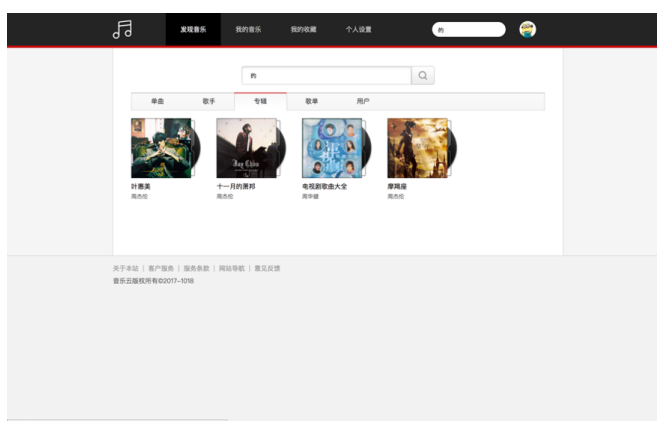 发现音乐 我的音乐 我的收藏 个人设置 的
的
单曲 歌手 专辑 歌单 用户
Jay Chou
叶惠美 十一月的萧邦 电视剧歌曲大全 摩羯座
周杰伦 周杰伦 周华健 周杰伦
关于本站 | 客户服务 | 服务条款 | 网站导航 | 意见反馈
音乐云版权所有©2017-1018